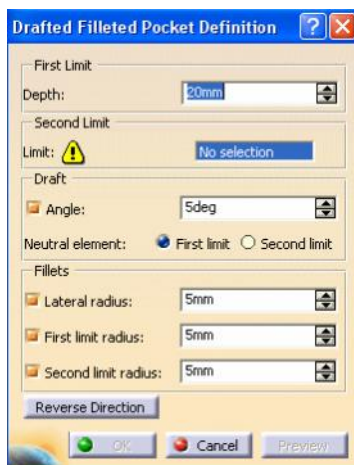 Drafted Filleted Pocket Definition ? X
First Limit
Depth: 20mm
Second Limit
Limit: No selection
Draft
Angle: 5deg
Neutral element: First limit Second limit
Fillets
Lateral radius: 5mm
First limit radius: 5mm
Second limit radius: 5mm
Reverse Direction
OK Cancel Preview